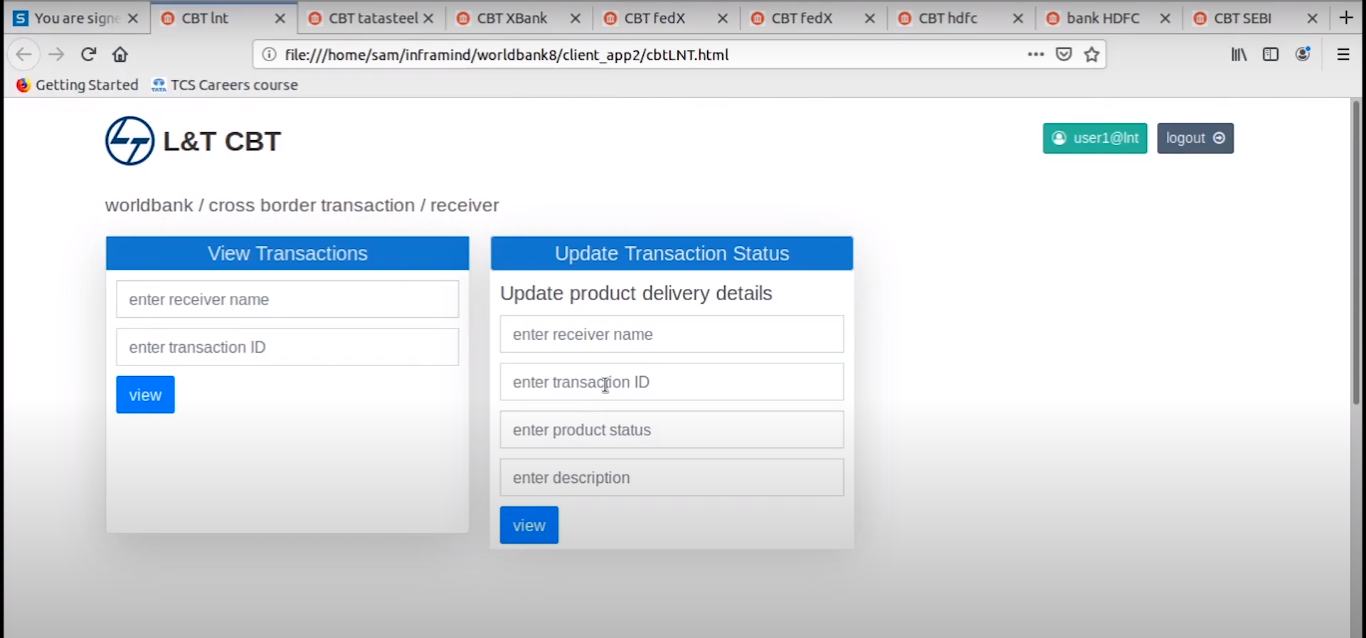 You are signe
CBT lnt
CBT tatasteel
CBT XBank
CBT fedX
CBT fedX
CBT hdfc
bank HDFC
CBT SEBI
file:///home/sam/inframind/worldbank8/client_app2/cbtLNT.html
Getting Started
TATA
TCS Careers course
L&T CBT
user1@lnt
logout
worldbank / cross border transaction / receiver
View Transactions
enter receiver name
enter transaction ID
view
Update Transaction Status
Update product delivery details
enter receiver name
enter transaction ID
enter product status
enter description
view